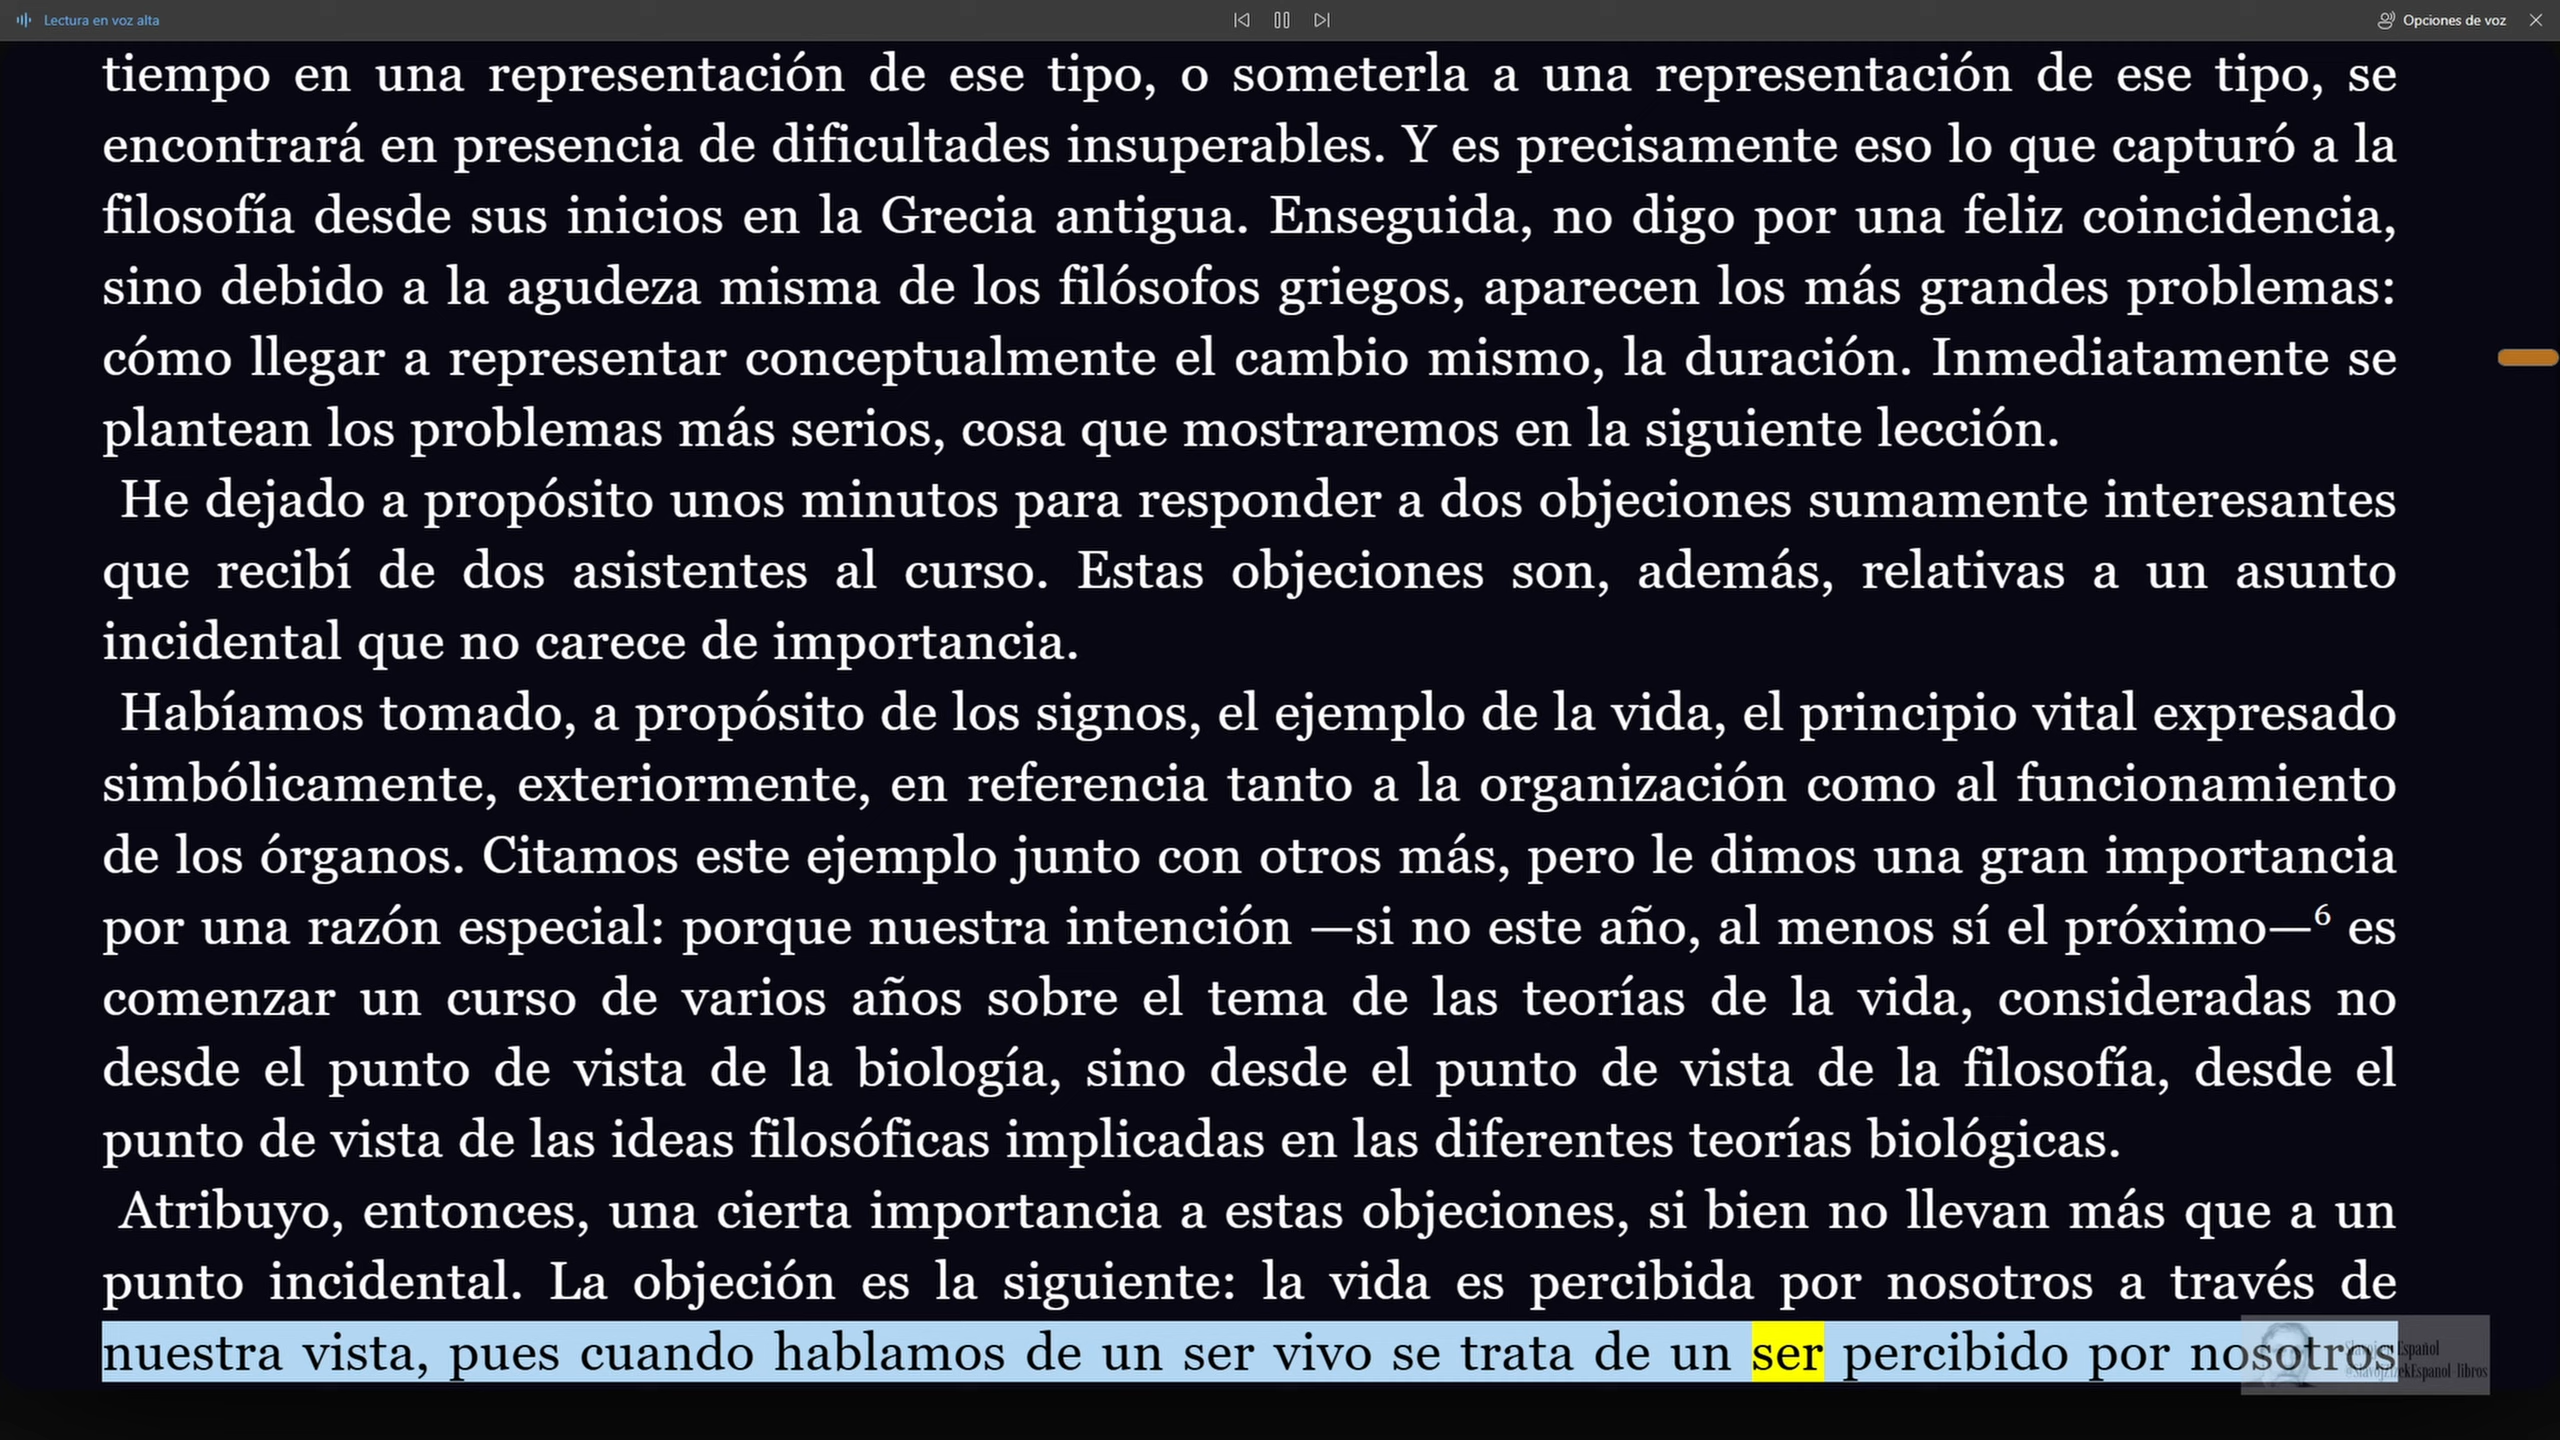 Lectura en voz alta
Opciones de voz
tiempo en una representación de ese tipo, o someterla a una representación de ese tipo, se
encontrará en presencia de dificultades insuperables. Y es precisamente eso lo que capturó a la
filosofía desde sus inicios en la Grecia antigua. Enseguida, no digo por una feliz coincidencia,
sino debido a la agudeza misma de los filósofos griegos, aparecen los más grandes problemas:
cómo llegar a representar conceptualmente el cambio mismo, la duración. Inmediatamente se
plantean los problemas más serios, cosa que mostraremos en la siguiente lección.
He dejado a propósito unos minutos para responder a dos objeciones sumamente interesantes
que recibí de dos asistentes al curso. Estas objeciones son, además, relativas a un asunto
incidental que no carece de importancia.
Habíamos tomado, a propósito de los signos, el ejemplo de la vida, el principio vital expresado
simbólicamente, exteriormente, en referencia tanto a la organización como al funcionamiento
de los órganos. Citamos este ejemplo junto con otros más, pero le dimos una gran importancia
por una razón especial: porque nuestra intención —si no este año, al menos sí el próximo—⁶ es
comenzar un curso de varios años sobre el tema de las teorías de la vida, consideradas no
desde el punto de vista de la biología, sino desde el punto de vista de la filosofía, desde el
punto de vista de las ideas filosóficas implicadas en las diferentes teorías biológicas.
Atribuyo, entonces, una cierta importancia a estas objeciones, si bien no llevan más que a un
punto incidental. La objeción es la siguiente: la vida es percibida por nosotros a través de
nuestra vista, pues cuando hablamos de un ser vivo se trata de un ser percibido por nosotros
Español